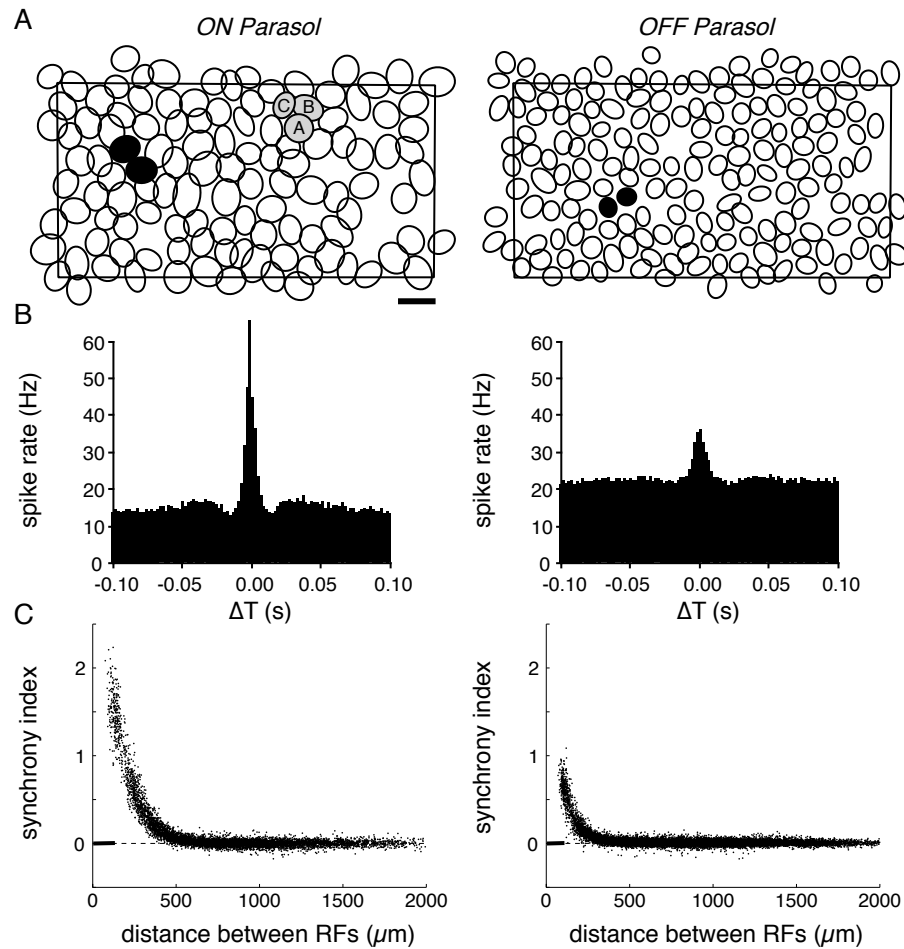 A
ON Parasol
OFF Parasol
C
B
A
B
60
50
40
30
20
10
0
spike rate (Hz)
-0.10
-0.05
0.00
0.05
0.10
ΔT (s)
60
50
40
30
20
10
0
spike rate (Hz)
-0.10
-0.05
0.00
0.05
0.10
ΔT (s)
C
2
1
0
synchrony index
0
500
1000
1500
2000
distance between RFs (µm)
2
1
0
synchrony index
0
500
1000
1500
2000
distance between RFs (µm)